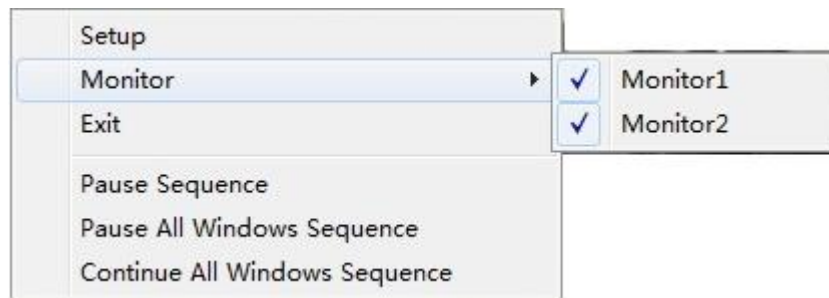 Setup
Monitor
Monitor1
Monitor2
Exit
Pause Sequence
Pause All Windows Sequence
Continue All Windows Sequence